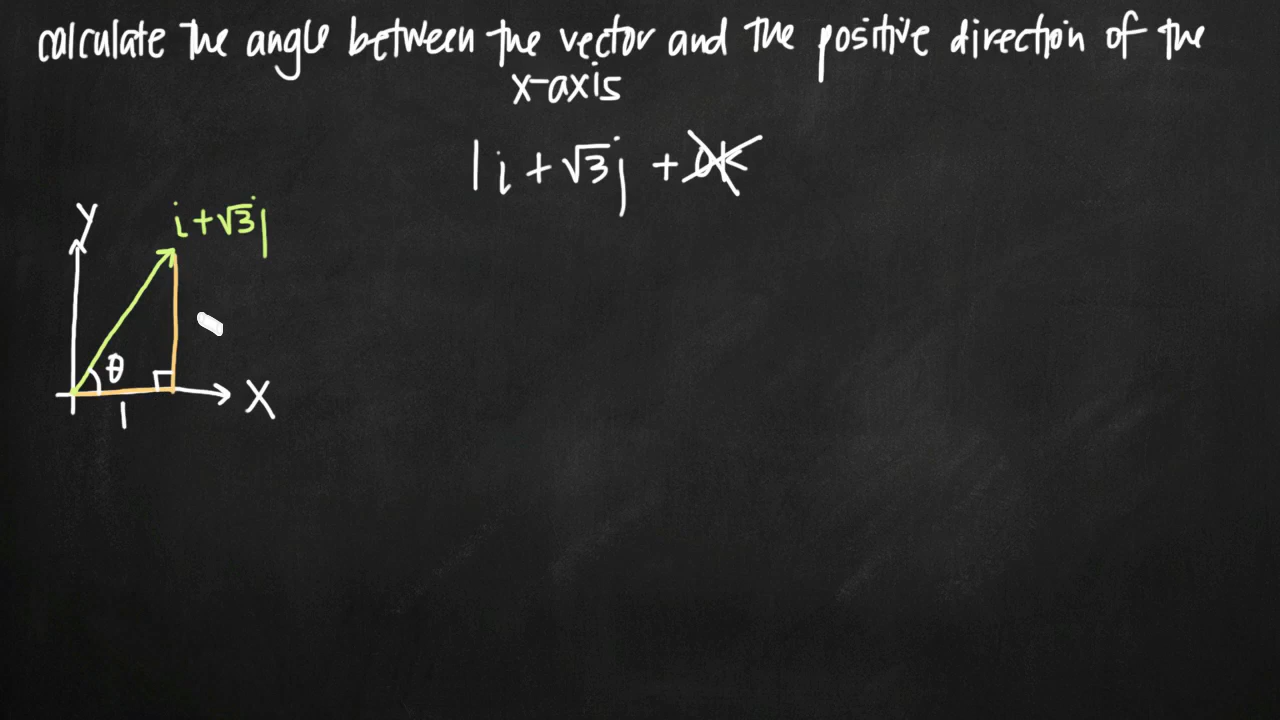 calculate the angle between the vector and the positive direction of the
x-axis
1i + √3j + 0k
y
i + √3j
θ
x
1